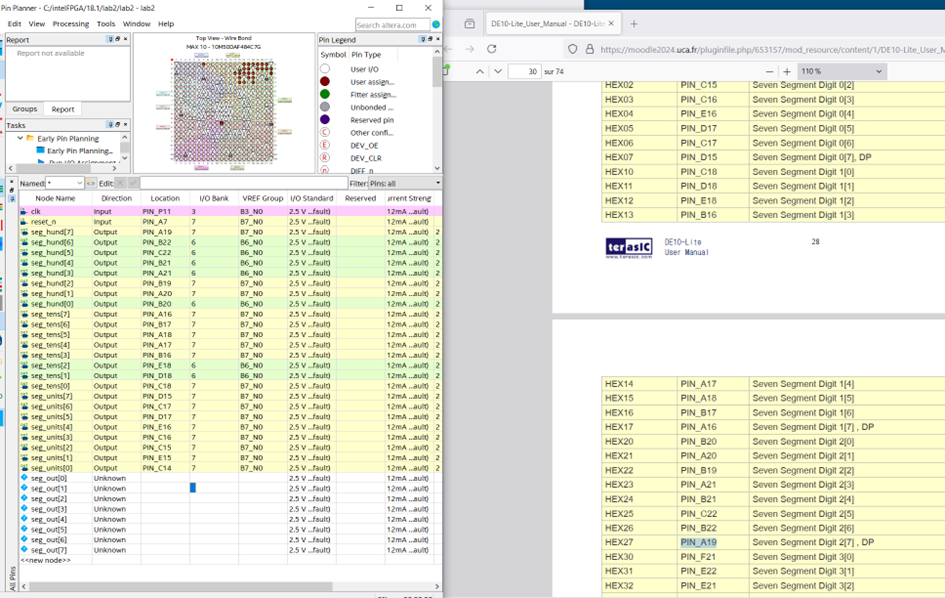 Pin Planner - C:/intelFPGA/18.1/lab2/lab2 - lab2
Edit View Processing Tools Window Help
Search altera.com
Report
Report not available
Groups Report
Tasks
Early Pin Planning
Early Pin Planning...
Run I/O Assignment
Top View - Wire Bond
MAX 10 - 10M50DAF484C7G
Pin Legend
Symbol Pin Type
User I/O
User assign...
Fitter assign...
Unbonded ...
Reserved pin
Other confi...
DEV_OE
DEV_CLR
DIFF_n
Named: * Edit: Filter: Pins: all
Node Name Direction Location I/O Bank VREF Group I/O Standard Reserved urrent Streng
clk Input PIN_P11 3 B3_N0 2.5 V ...fault) 12mA ...ault)
reset_n Input PIN_A7 7 B7_N0 2.5 V ...fault) 12mA ...ault)
seg_hund[7] Output PIN_A19 7 B7_N0 2.5 V ...fault) 12mA ...ault) 2
seg_hund[6] Output PIN_B22 6 B6_N0 2.5 V ...fault) 12mA ...ault) 2
seg_hund[5] Output PIN_C22 6 B6_N0 2.5 V ...fault) 12mA ...ault) 2
seg_hund[4] Output PIN_B21 6 B6_N0 2.5 V ...fault) 12mA ...ault) 2
seg_hund[3] Output PIN_A21 6 B6_N0 2.5 V ...fault) 12mA ...ault) 2
seg_hund[2] Output PIN_B19 7 B7_N0 2.5 V ...fault) 12mA ...ault) 2
seg_hund[1] Output PIN_A20 7 B7_N0 2.5 V ...fault) 12mA ...ault) 2
seg_hund[0] Output PIN_B20 6 B6_N0 2.5 V ...fault) 12mA ...ault) 2
seg_tens[7] Output PIN_A16 7 B7_N0 2.5 V ...fault) 12mA ...ault) 2
seg_tens[6] Output PIN_B17 7 B7_N0 2.5 V ...fault) 12mA ...ault) 2
seg_tens[5] Output PIN_A18 7 B7_N0 2.5 V ...fault) 12mA ...ault) 2
seg_tens[4] Output PIN_A17 7 B7_N0 2.5 V ...fault) 12mA ...ault) 2
seg_tens[3] Output PIN_B16 7 B7_N0 2.5 V ...fault) 12mA ...ault) 2
seg_tens[2] Output PIN_E18 6 B6_N0 2.5 V ...fault) 12mA ...ault) 2
seg_tens[1] Output PIN_D18 6 B6_N0 2.5 V ...fault) 12mA ...ault) 2
seg_tens[0] Output PIN_C18 7 B7_N0 2.5 V ...fault) 12mA ...ault) 2
seg_units[7] Output PIN_D15 7 B7_N0 2.5 V ...fault) 12mA ...ault) 2
seg_units[6] Output PIN_C17 7 B7_N0 2.5 V ...fault) 12mA ...ault) 2
seg_units[5] Output PIN_D17 7 B7_N0 2.5 V ...fault) 12mA ...ault) 2
seg_units[4] Output PIN_E16 7 B7_N0 2.5 V ...fault) 12mA ...ault) 2
seg_units[3] Output PIN_C16 7 B7_N0 2.5 V ...fault) 12mA ...ault) 2
seg_units[2] Output PIN_C15 7 B7_N0 2.5 V ...fault) 12mA ...ault) 2
seg_units[1] Output PIN_E15 7 B7_N0 2.5 V ...fault) 12mA ...ault) 2
seg_units[0] Output PIN_C14 7 B7_N0 2.5 V ...fault) 12mA ...ault) 2
seg_out[0] Unknown 2.5 V ...fault) 12mA ...ault)
seg_out[1] Unknown 2.5 V ...fault) 12mA ...ault)
seg_out[2] Unknown 2.5 V ...fault) 12mA ...ault)
seg_out[3] Unknown 2.5 V ...fault) 12mA ...ault)
seg_out[4] Unknown 2.5 V ...fault) 12mA ...ault)
seg_out[5] Unknown 2.5 V ...fault) 12mA ...ault)
seg_out[6] Unknown 2.5 V ...fault) 12mA ...ault)
seg_out[7] Unknown 2.5 V ...fault) 12mA ...ault)
<<new node>>
All Pins
DE10-Lite_User_Manual - DE10-Lite
https://moodle2024.uca.fr/pluginfile.php/653157/mod_resource/content/1/DE10-Lite_User_M
30 sur 74
110 %
HEX02 PIN_C15 Seven Segment Digit 0[2]
HEX03 PIN_C16 Seven Segment Digit 0[3]
HEX04 PIN_E16 Seven Segment Digit 0[4]
HEX05 PIN_D17 Seven Segment Digit 0[5]
HEX06 PIN_C17 Seven Segment Digit 0[6]
HEX07 PIN_D15 Seven Segment Digit 0[7], DP
HEX10 PIN_C18 Seven Segment Digit 1[0]
HEX11 PIN_D18 Seven Segment Digit 1[1]
HEX12 PIN_E18 Seven Segment Digit 1[2]
HEX13 PIN_B16 Seven Segment Digit 1[3]
terasIC
www.terasic.com
DE10-Lite
User Manual
28
HEX14 PIN_A17 Seven Segment Digit 1[4]
HEX15 PIN_A18 Seven Segment Digit 1[5]
HEX16 PIN_B17 Seven Segment Digit 1[6]
HEX17 PIN_A16 Seven Segment Digit 1[7] , DP
HEX20 PIN_B20 Seven Segment Digit 2[0]
HEX21 PIN_A20 Seven Segment Digit 2[1]
HEX22 PIN_B19 Seven Segment Digit 2[2]
HEX23 PIN_A21 Seven Segment Digit 2[3]
HEX24 PIN_B21 Seven Segment Digit 2[4]
HEX25 PIN_C22 Seven Segment Digit 2[5]
HEX26 PIN_B22 Seven Segment Digit 2[6]
HEX27 PIN_A19 Seven Segment Digit 2[7] , DP
HEX30 PIN_F21 Seven Segment Digit 3[0]
HEX31 PIN_E22 Seven Segment Digit 3[1]
HEX32 PIN_E21 Seven Segment Digit 3[2]